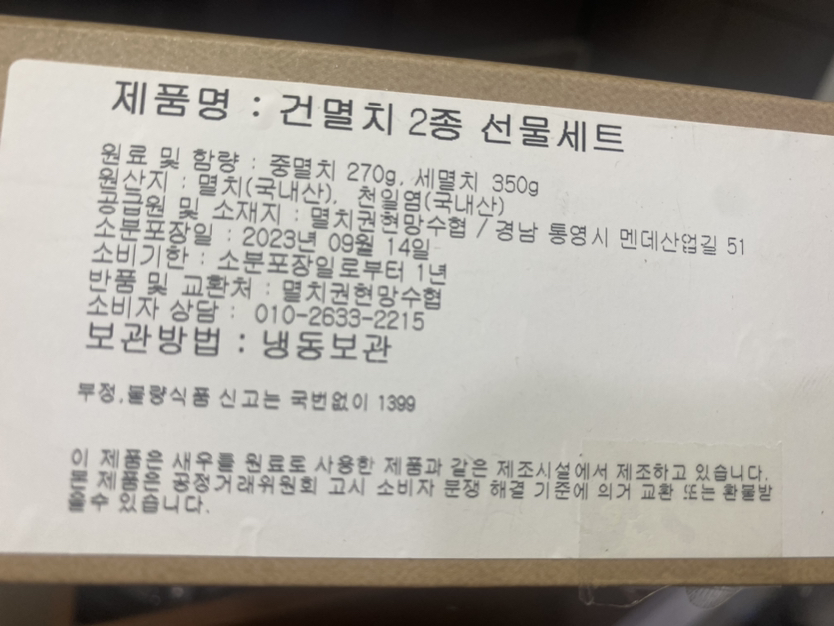 제품명 : 건멸치 2종 선물세트
원료 및 함량 : 중멸치 270g, 세멸치 350g
원산지 : 멸치(국내산), 천일염(국내산)
공급원 및 소재지 : 멸치권현망수협 / 경남 통영시 멘데산업길 51
소분포장일 : 2023년 09월 14일
소비기한 : 소분포장일로부터 1년
반품 및 교환처 : 멸치권현망수협
소비자 상담 : 010-2633-2215
보관방법 : 냉동보관
부정,불량식품 신고는 국번없이 1399
이 제품은 새우를 원료로 사용한 제품과 같은 제조시설에서 제조하고 있습니다.
본 제품은 공정거래위원회 고시 소비자 분쟁 해결 기준에 의거 교환 또는 환불받
을수 있습니다.